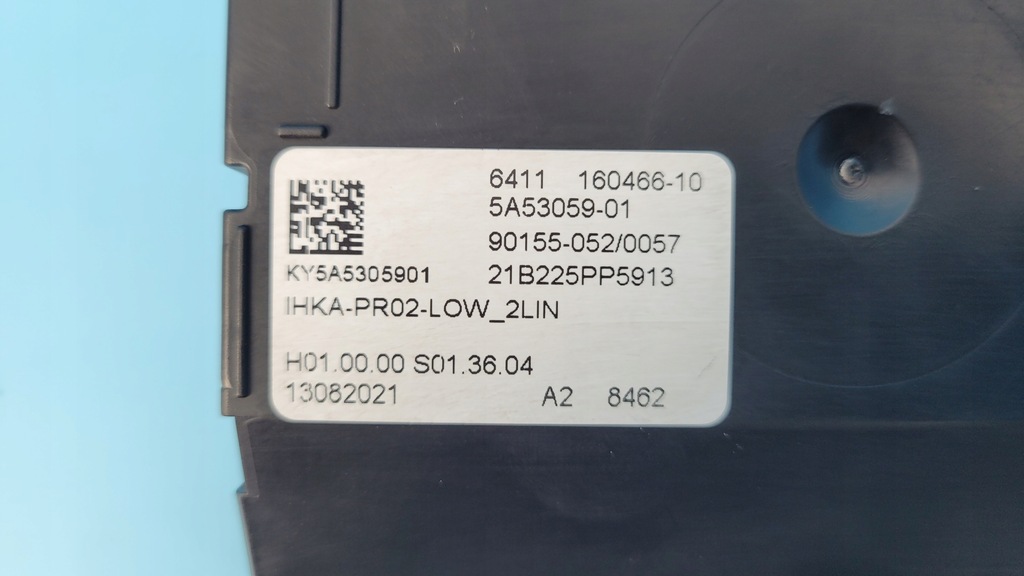 6411 160466-10
5A53059-01
90155-052/0057
KY5A5305901 21B225PP5913
IHKA-PR02-LOW_2LIN
H01.00.00 S01.36.04
13082021 A2 8462